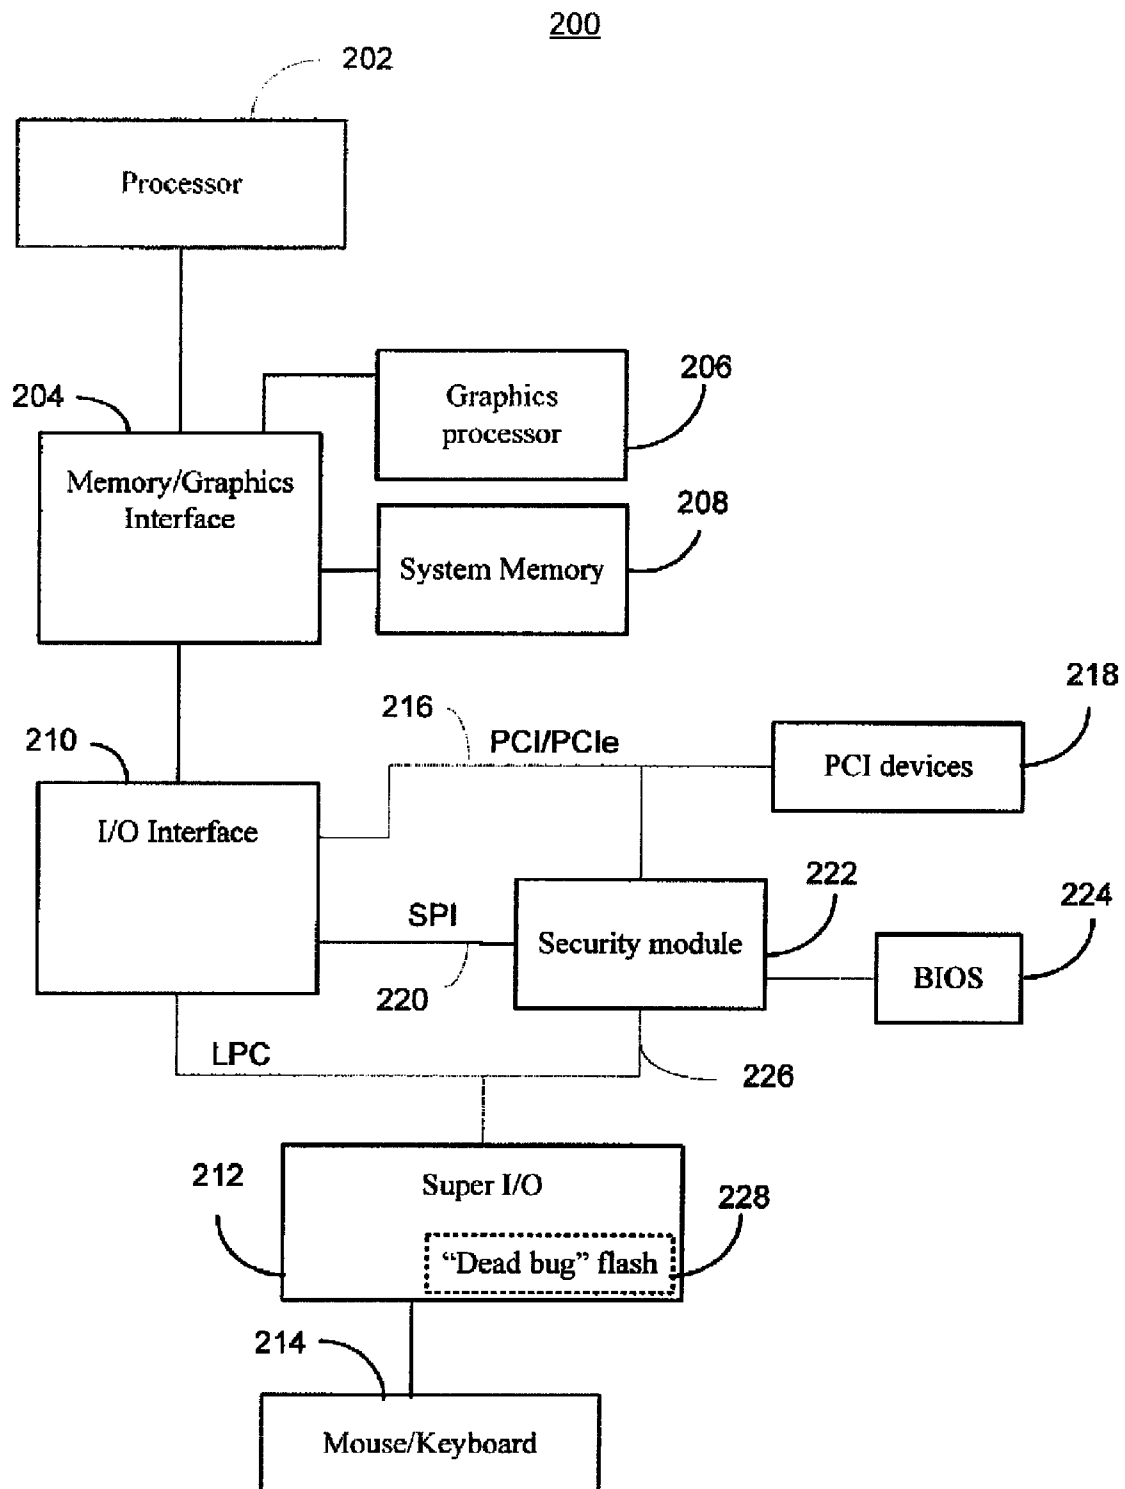 200
202
Processor
204
Graphics
processor
206
Memory/Graphics
Interface
System Memory
208
210
216
PCI/PCIe
218
PCI devices
I/O Interface
SPI
220
Security module
222
224
BIOS
LPC
226
212
Super I/O
228
“Dead bug” flash
214
Mouse/Keyboard